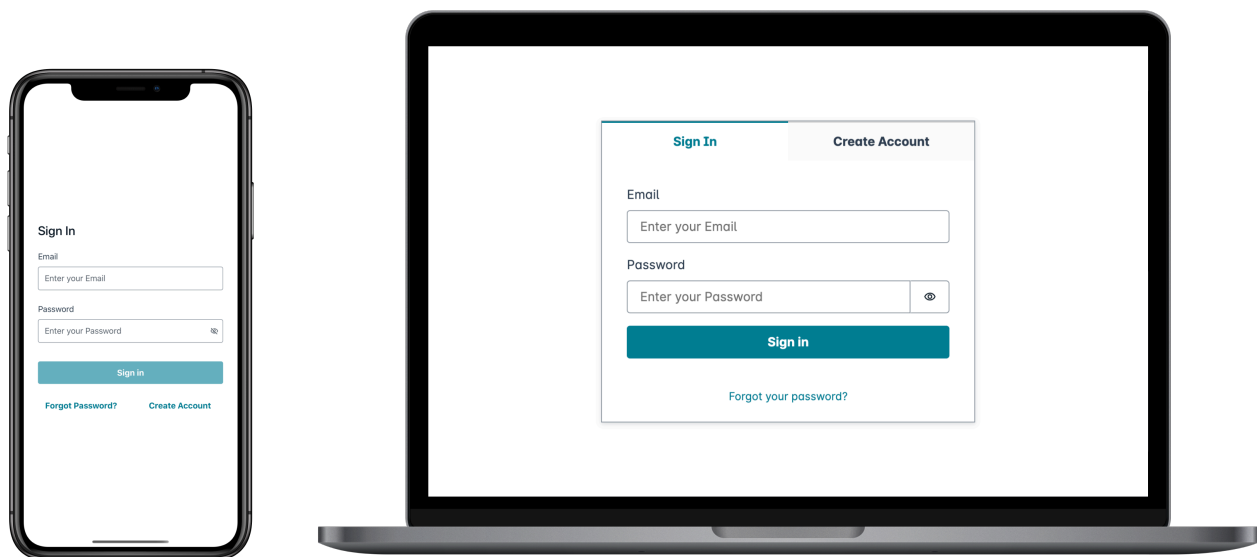 Sign In
Email
Enter your Email
Password
Enter your Password
Sign in
Forgot Password? Create Account
Sign In Create Account
Email
Enter your Email
Password
Enter your Password
Sign in
Forgot your password?